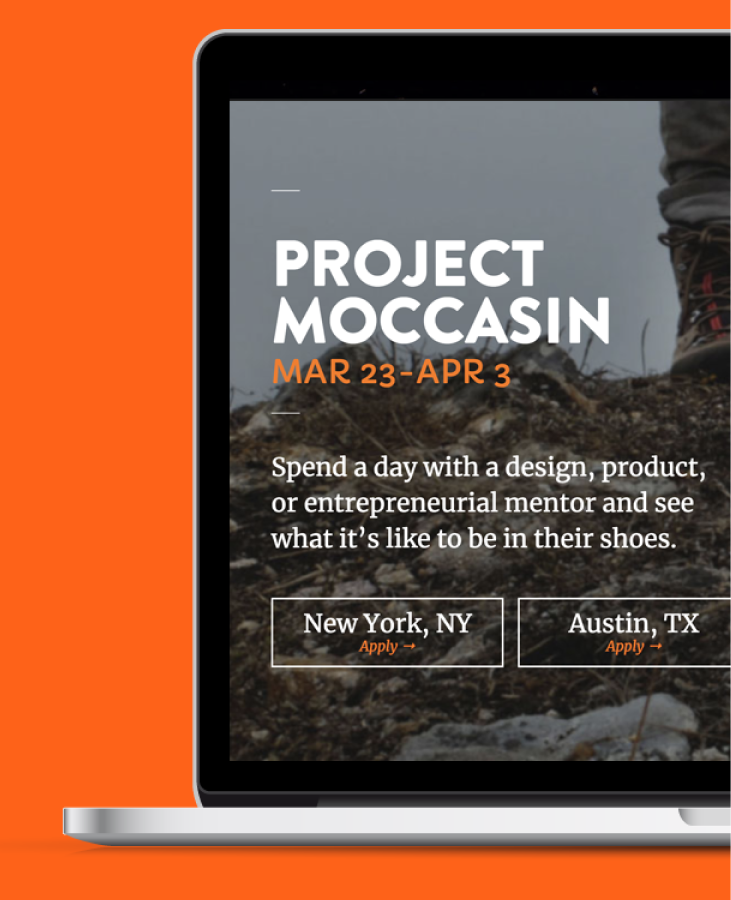 PROJECT
MOCCASIN
MAR 23-APR 3
Spend a day with a design, product,
or entrepreneurial mentor and see
what it’s like to be in their shoes.
New York, NY
Apply →
Austin, TX
Apply →